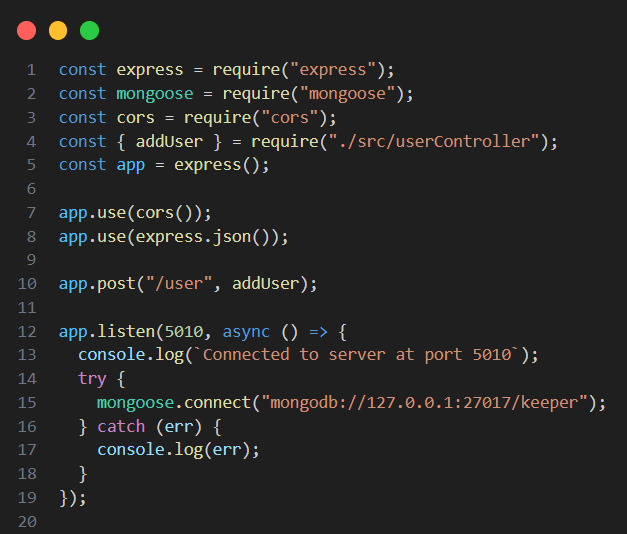 1 const express = require("express");
2 const mongoose = require("mongoose");
3 const cors = require("cors");
4 const { addUser } = require("./src/userController");
5 const app = express();
6
7 app.use(cors());
8 app.use(express.json());
9
10 app.post("/user", addUser);
11
12 app.listen(5010, async () => {
13   console.log(`Connected to server at port 5010`);
14   try {
15     mongoose.connect("mongodb://127.0.0.1:27017/keeper");
16   } catch (err) {
17     console.log(err);
18   }
19 });
20